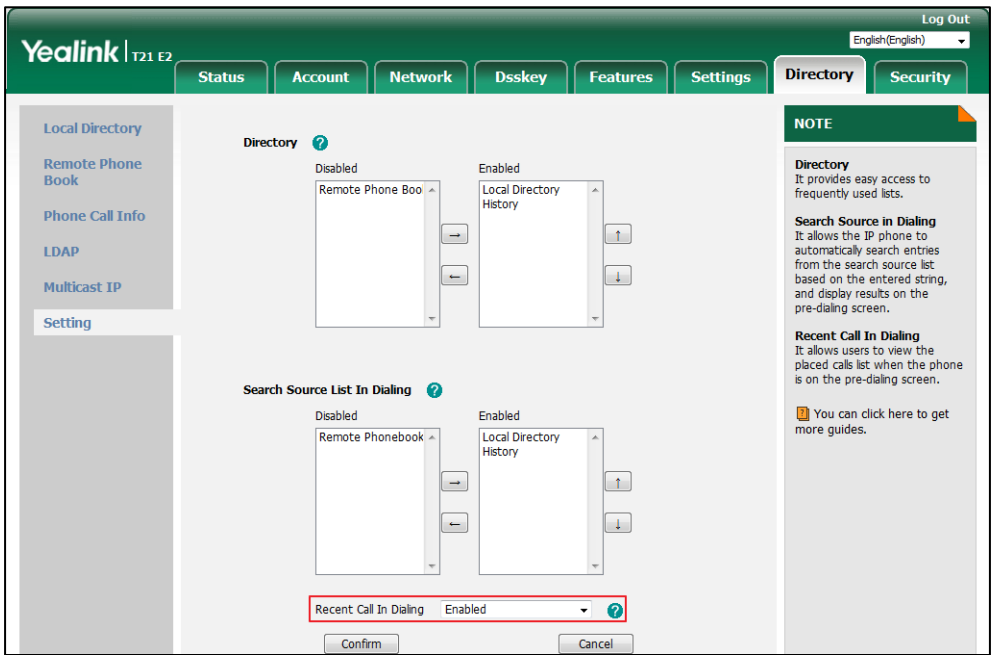 Log Out
English(English)
Yealink | T21 E2
Status Account Network Dsskey Features Settings Directory Security
Local Directory
Remote Phone
Book
Phone Call Info
LDAP
Multicast IP
Setting
Directory ?
Disabled Enabled
Remote Phone Boo Local Directory
History
→ ↑
← ↓
Search Source List In Dialing ?
Disabled Enabled
Remote Phonebook Local Directory
History
→ ↑
← ↓
Recent Call In Dialing Enabled ?
Confirm Cancel
NOTE
Directory
It provides easy access to
frequently used lists.
Search Source in Dialing
It allows the IP phone to
automatically search entries
from the search source list
based on the entered string,
and display results on the
pre-dialing screen.
Recent Call In Dialing
It allows users to view the
placed calls list when the phone
is on the pre-dialing screen.
? You can click here to get
more guides.